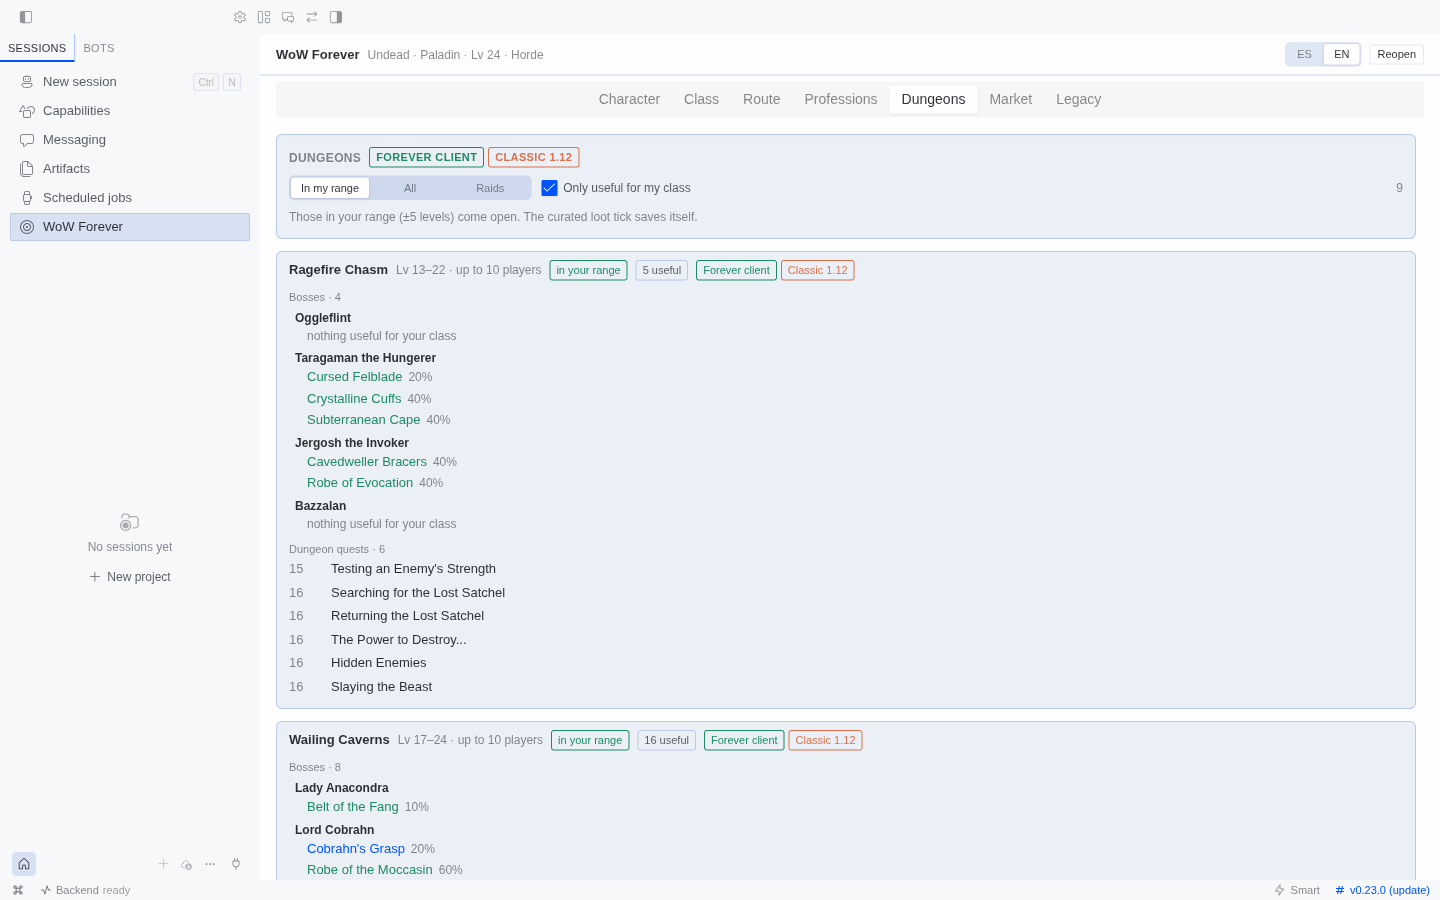 SESSIONS BOTS
New session Ctrl N
Capabilities
Messaging
Artifacts
Scheduled jobs
WoW Forever
No sessions yet
New project
WoW Forever Undead · Paladin · Lv 24 · Horde ES EN Reopen
Character Class Route Professions Dungeons Market Legacy
DUNGEONS FOREVER CLIENT CLASSIC 1.12
In my range All Raids Only useful for my class 9
Those in your range (±5 levels) come open. The curated loot tick saves itself.
Ragefire Chasm Lv 13–22 · up to 10 players in your range 5 useful Forever client Classic 1.12
Bosses · 4
Oggleflint
nothing useful for your class
Taragaman the Hungerer
Cursed Felblade 20%
Crystalline Cuffs 40%
Subterranean Cape 40%
Jergosh the Invoker
Cavedweller Bracers 40%
Robe of Evocation 40%
Bazzalan
nothing useful for your class
Dungeon quests · 6
15 Testing an Enemy's Strength
16 Searching for the Lost Satchel
16 Returning the Lost Satchel
16 The Power to Destroy...
16 Hidden Enemies
16 Slaying the Beast
Wailing Caverns Lv 17–24 · up to 10 players in your range 16 useful Forever client Classic 1.12
Bosses · 8
Lady Anacondra
Belt of the Fang 10%
Lord Cobrahn
Cobrahn's Grasp 20%
Robe of the Moccasin 60%
Backend ready Smart v0.23.0 (update)